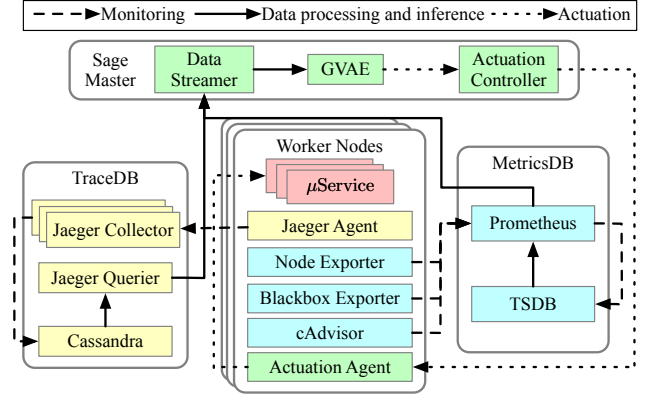 Monitoring
Data processing and inference
Actuation
Sage
Master
Data
Streamer
GVAE
Actuation
Controller
TraceDB
Jaeger Collector
Jaeger Querier
Cassandra
Worker Nodes
μService
Jaeger Agent
Node Exporter
Blackbox Exporter
cAdvisor
Actuation Agent
MetricsDB
Prometheus
TSDB